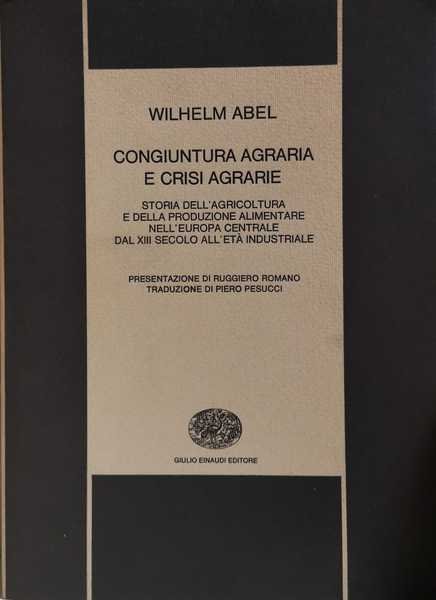 WILHELM ABEL
CONGIUNTURA AGRARIA
E CRISI AGRARIE
STORIA DELL'AGRICOLTURA
E DELLA PRODUZIONE ALIMENTARE
NELL'EUROPA CENTRALE
DAL XIII SECOLO ALL'ETÀ INDUSTRIALE
PRESENTAZIONE DI RUGGIERO ROMANO
TRADUZIONE DI PIERO PESUCCI
GIULIO EINAUDI EDITORE